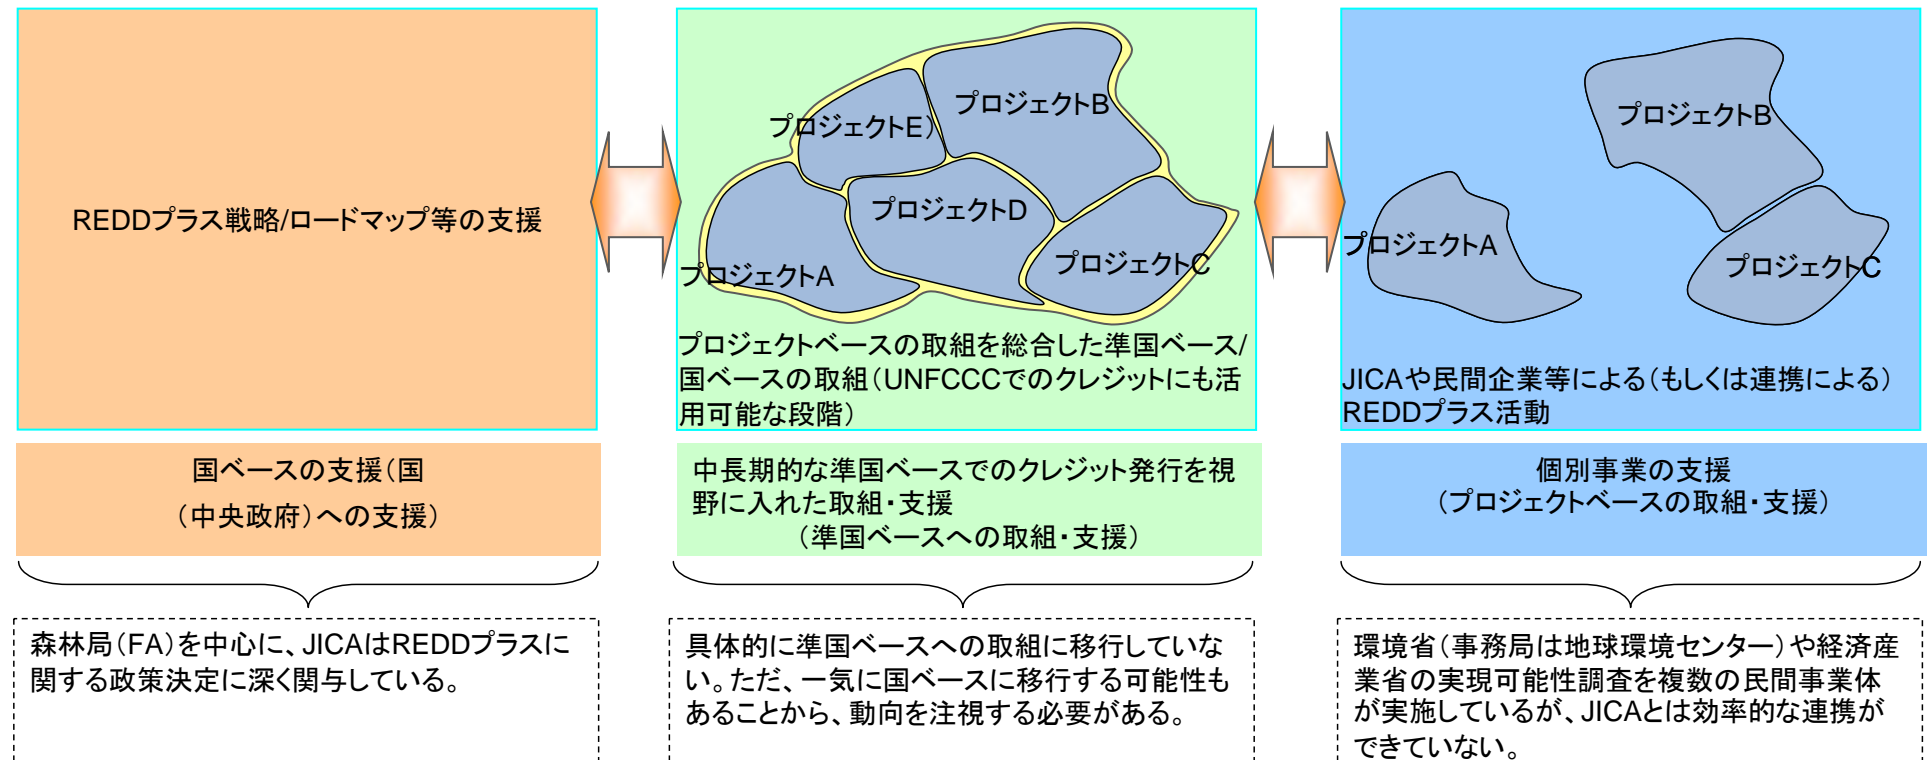 REDDプラス戦略/ロードマップ等の支援
プロジェクトB
プロジェクトE)
プロジェクトD
プロジェクトA
プロジェクトC
プロジェクトベースの取組を総合した準国ベース/
国ベースの取組(UNFCCCでのクレジットにも活
用可能な段階)
プロジェクトB
プロジェクトA
プロジェクトC
JICAや民間企業等による(もしくは連携による)
REDDプラス活動
国ベースの支援(国
(中央政府)への支援)
中長期的な準国ベースでのクレジット発行を視
野に入れた取組・支援
(準国ベースへの取組・支援)
個別事業の支援
(プロジェクトベースの取組・支援)
森林局(FA)を中心に、JICAはREDDプラスに
関する政策決定に深く関与している。
具体的に準国ベースへの取組に移行していな
い。ただ、一気に国ベースに移行する可能性も
あることから、動向を注視する必要がある。
環境省(事務局は地球環境センター)や経済産
業省の実現可能性調査を複数の民間事業体
が実施しているが、JICAとは効率的な連携が
できていない。